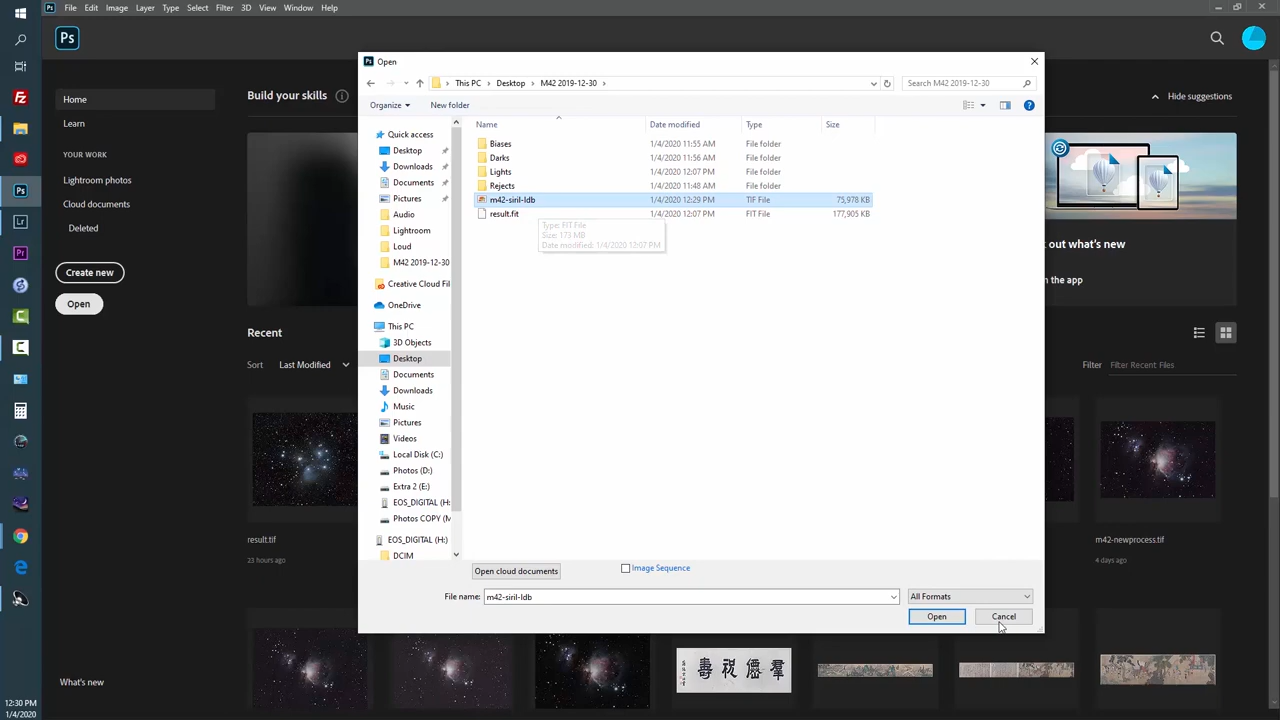 File Edit Image Layer Type Select Filter 3D View Window Help
Ps
Home
Learn
YOUR WORK
Lightroom photos
Cloud documents
Deleted
Create new
Open
Build your skills
Hide suggestions
out what's new
the app
Recent
Sort Last Modified
Filter Filter Recent Files
result.tif
23 hours ago
m42-newprocess.tif
4 days ago
What's new
群僊祝壽
Open
This PC Desktop M42 2019-12-30
Search M42 2019-12-30
Organize New folder
Name Date modified Type Size
Biases 1/4/2020 11:55 AM File folder
Darks 1/4/2020 11:56 AM File folder
Lights 1/4/2020 12:07 PM File folder
Rejects 1/4/2020 11:48 AM File folder
m42-siril-ldb 1/4/2020 12:29 PM TIF File 75,978 KB
result.fit 1/4/2020 12:07 PM FIT File 177,905 KB
Type: FIT File
Size: 173 MB
Date modified: 1/4/2020 12:07 PM
Quick access
Desktop
Downloads
Documents
Pictures
Audio
Lightroom
Loud
M42 2019-12-30
Creative Cloud Fil
OneDrive
This PC
3D Objects
Desktop
Documents
Downloads
Music
Pictures
Videos
Local Disk (C:)
Photos (D:)
Extra 2 (E:)
EOS_DIGITAL (H:
Photos COPY (M
EOS_DIGITAL (H:)
DCIM
Open cloud documents
Image Sequence
File name: m42-siril-ldb
All Formats
Open Cancel
Fz
Ps
Lr
Pr
12:30 PM
1/4/2020